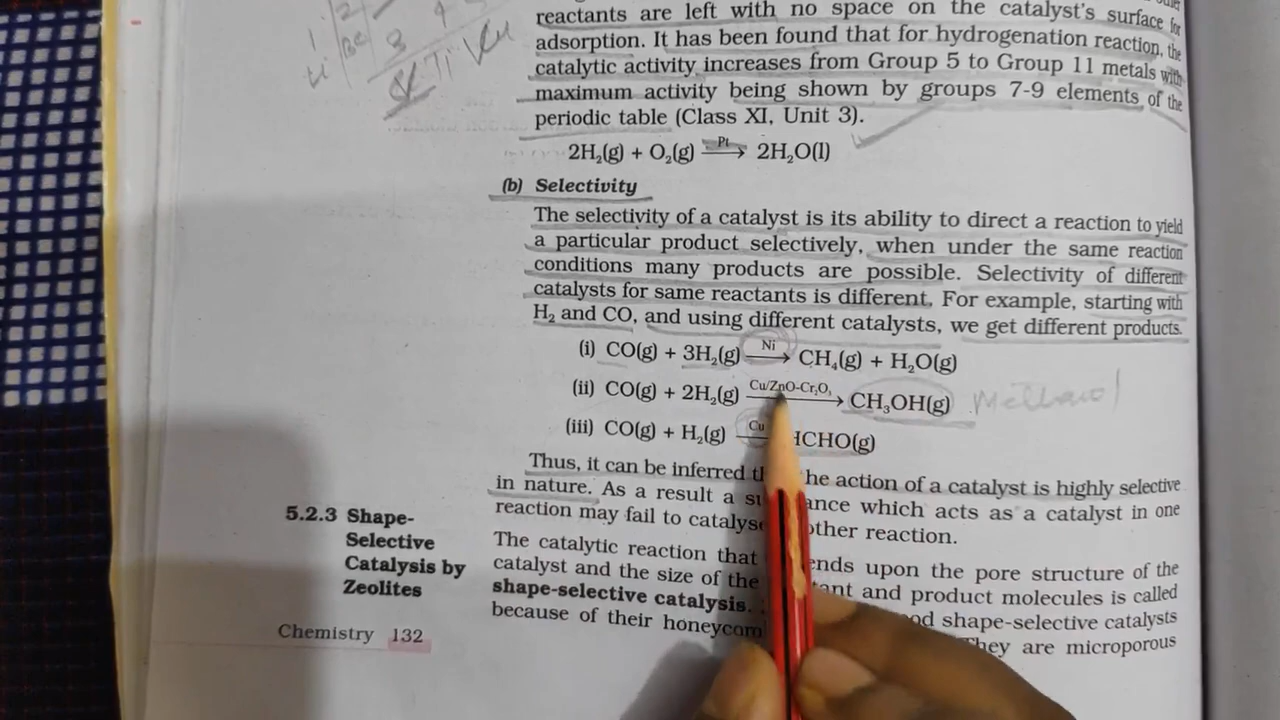 reactants are left with no space on the catalyst's surface for
adsorption. It has been found that for hydrogenation reaction, the
catalytic activity increases from Group 5 to Group 11 metals with
maximum activity being shown by groups 7-9 elements of the
periodic table (Class XI, Unit 3).
2H₂(g) + O₂(g) Pt → 2H₂O(l)
(b) Selectivity
The selectivity of a catalyst is its ability to direct a reaction to yield
a particular product selectively, when under the same reaction
conditions many products are possible. Selectivity of different
catalysts for same reactants is different. For example, starting with
H₂ and CO, and using different catalysts, we get different products.
(i) CO(g) + 3H₂(g) Ni → CH₄(g) + H₂O(g)
(ii) CO(g) + 2H₂(g) Cu/ZnO-Cr₂O₃ → CH₃OH(g) Methanol
(iii) CO(g) + H₂(g) Cu HCHO(g)
Thus, it can be inferred the action of a catalyst is highly selective
in nature. As a result a which acts as a catalyst in one
reaction may fail to other reaction.
5.2.3 Shape-
Selective
Catalysis by
Zeolites
The catalytic reaction that upon the pore structure of the
catalyst and the size of the and product molecules is called
shape-selective catalysis. shape-selective catalysts
because of their They are microporous
Chemistry 132